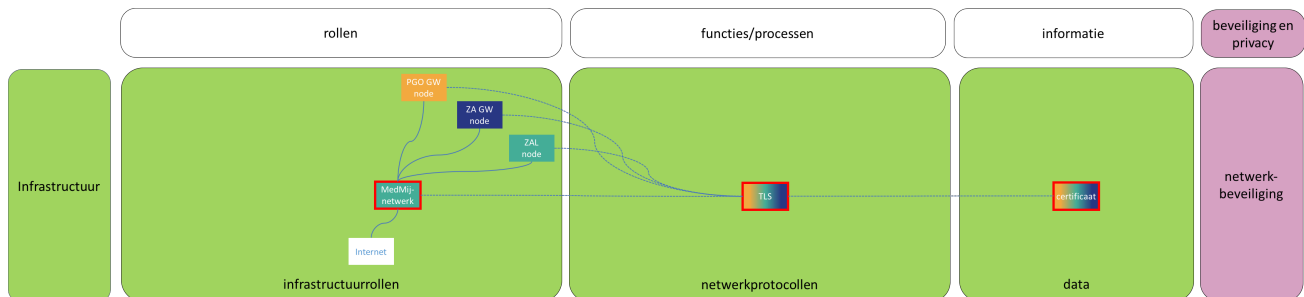 rollen
functies/processen
informatie
beveiliging en
privacy
PGO GW
node
ZA GW
node
ZAL
node
Infrastructuur
MedMij-
netwerk
TLS
certificaat
netwerk-
beveiliging
Internet
infrastructuurrollen
netwerkprotocollen
data